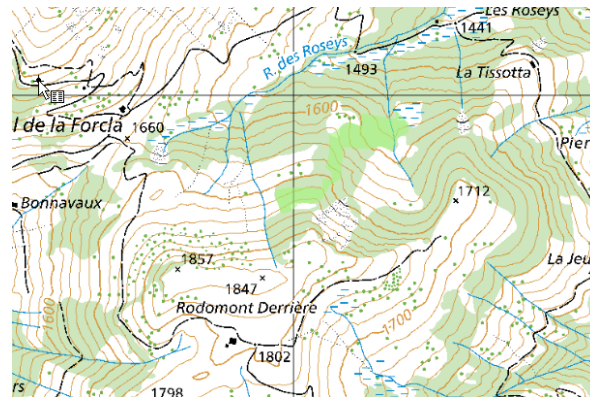 Les Roseys
1441
R. des Roseys
1493
La Tissotta
1600
l de la Forcla
1660
Pier
1712
Bonnavaux
1857
La Jeu
1847
1600
Rodomont Derrière
1700
1802
rs
1798